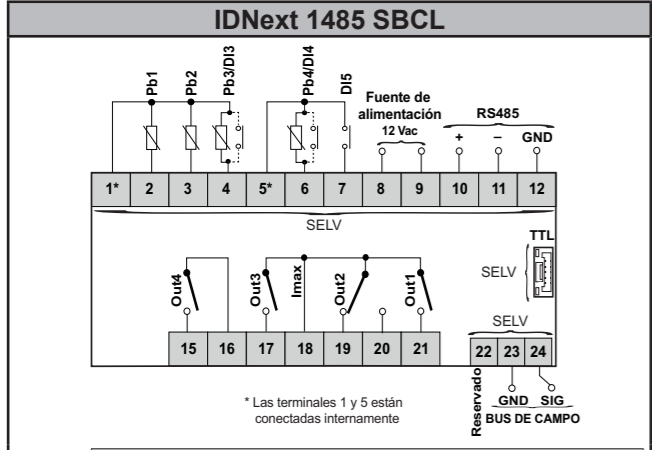 IDNext 1485 SBCL
Pb1
Pb2
Pb3/DI3
Pb4/DI4
DI5
Fuente de
alimentación
12 Vac
RS485
+ – GND
1* 2 3 4 5* 6 7 8 9 10 11 12
SELV
TTL
SELV
Out4
Out3
Imax
Out2
Out1
SELV
15 16 17 18 19 20 21
22 23 24
* Las terminales 1 y 5 están
conectadas internamente
Reservado
GND SIG
BUS DE CAMPO